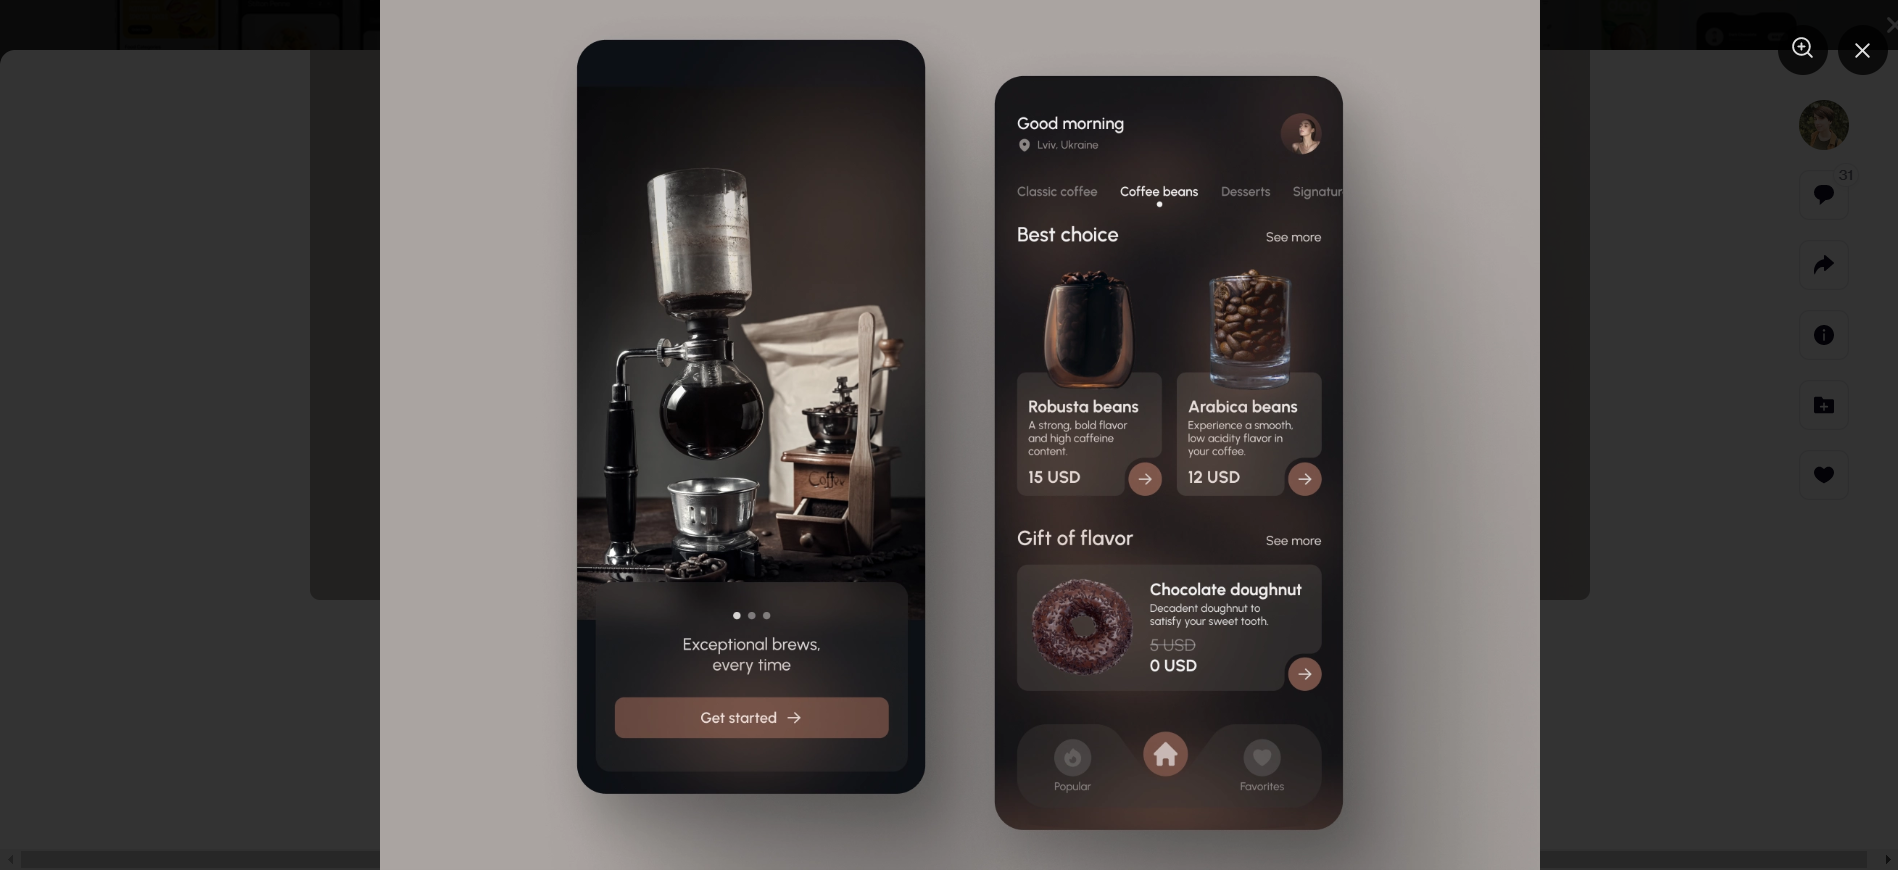 31
Coffee
Exceptional brews,
every time
Get started
Good morning
Lviv, Ukraine
Classic coffee Coffee beans Desserts Signatur
Best choice See more
Robusta beans
A strong, bold flavor
and high caffeine
content.
15 USD
Arabica beans
Experience a smooth,
low acidity flavor in
your coffee.
12 USD
Gift of flavor See more
Chocolate doughnut
Decadent doughnut to
satisfy your sweet tooth.
5 USD
0 USD
Popular Favorites